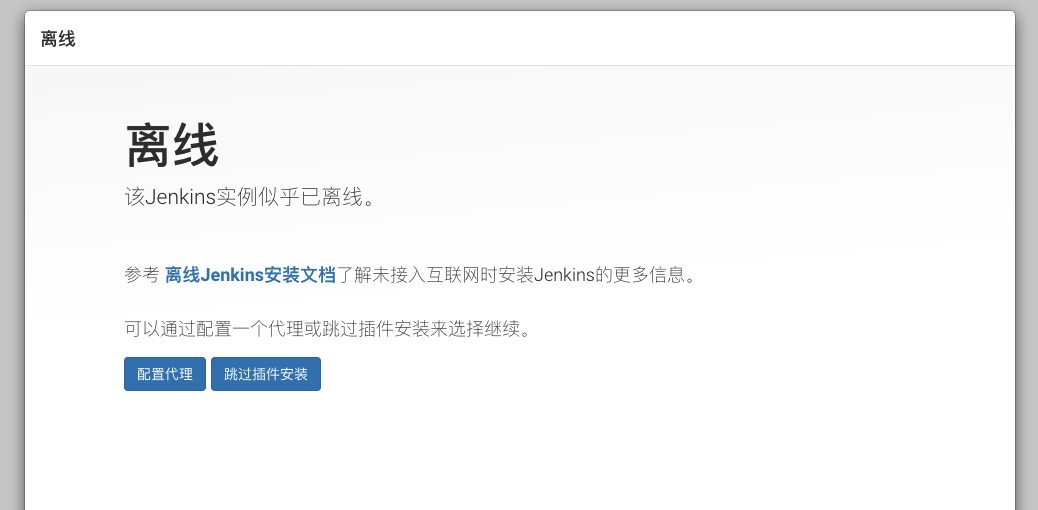 离线
离线
该Jenkins实例似乎已离线。
参考 离线Jenkins安装文档了解未接入互联网时安装Jenkins的更多信息。
可以通过配置一个代理或跳过插件安装来选择继续。
配置代理 跳过插件安装